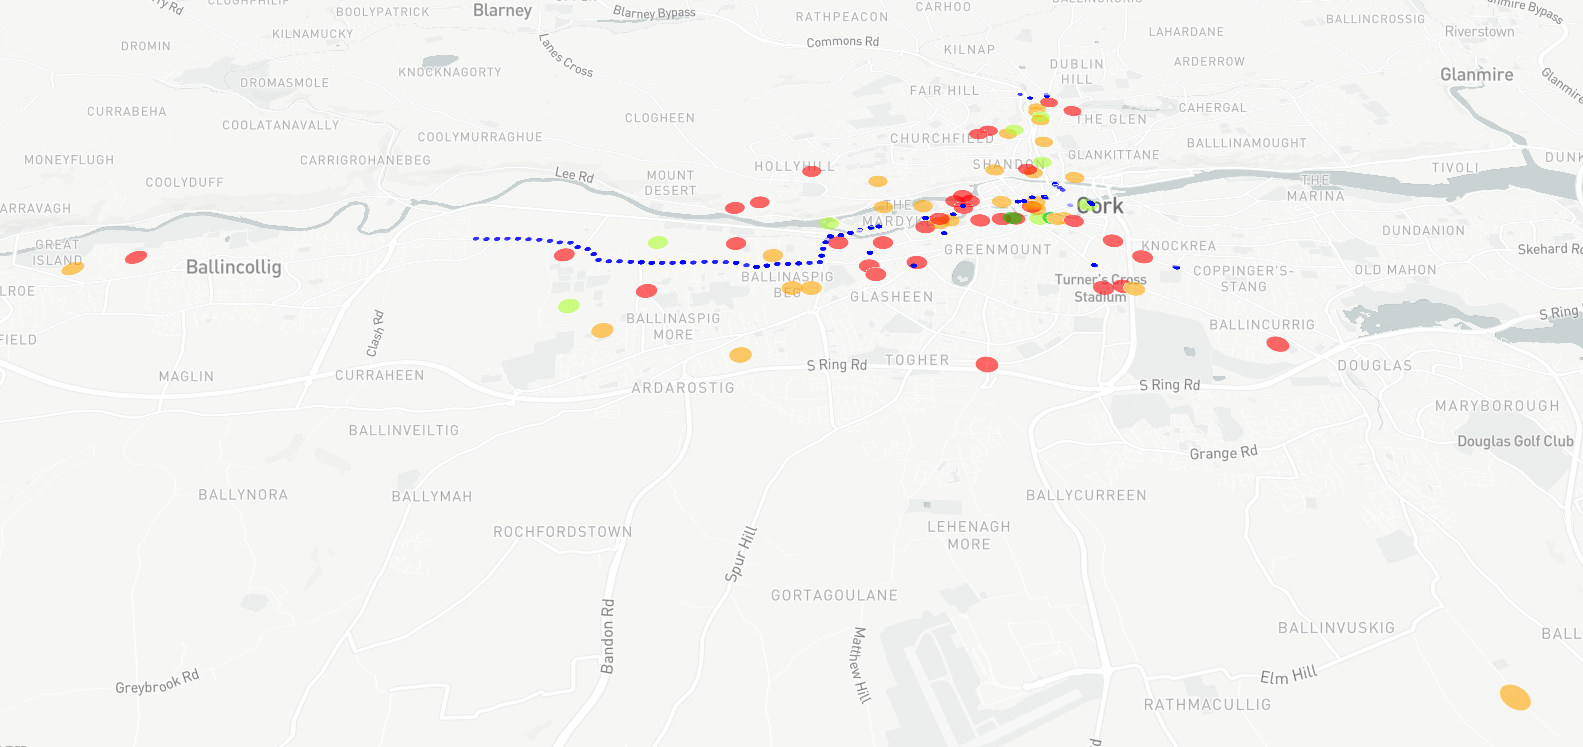 CLOGHPHILIP
Blarney
Blarney Bypass
BOOLYPATRICK
RATHPEACON
CARHOO
BALLINCROSSIG
Riverstown
KILNAMUCKY
DROMIN
Lanes Cross
Commons Rd
KILNAP
LAHARDANE
DUBLIN
HILL
ARDERROW
Glanmire
KNOCKNAGORTY
DROMASMOLE
FAIR HILL
CAHERGAL
CURRABEHA
COOLATANAVALLY
CLOGHEEN
THE GLEN
COOLYMURRAGHUE
CHURCHFIELD
BALLINAMOUGHT
GLANKITTANE
MONEYFLUGH
CARRIGROHANEBEG
HOLLYHILL
SHANDON
TIVOLI
COOLYDUFF
Lee Rd
MOUNT
DESERT
THE
MARINA
ARRAVAGH
THE
MARDYKE
Cork
DUNDANION
GREAT
ISLAND
Ballincollig
GREENMOUNT
KNOCKREA
Skehard Rd
BALLINASPIG
BEG
GLASHEEN
Turner's Cross
Stadium
COPPINGER'S-
STANG
OLD MAHON
S Ring
BALLINASPIG
MORE
Clash Rd
BALLINCURRIG
MAGLIN
CURRAHEEN
ARDAROSTIG
S Ring Rd
TOGHER
S Ring Rd
DOUGLAS
MARYBOROUGH
BALLINVEILTIG
Grange Rd
Douglas Golf Club
BALLYNORA
BALLYMAH
BALLYCURREEN
ROCHFORDSTOWN
Spur Hill
LEHENAGH
MORE
GORTAGOULANE
Bandon Rd
Matthew Hill
BALLINVUSKIG
BALL
Greybrook Rd
Elm Hill
RATHMACULLIG